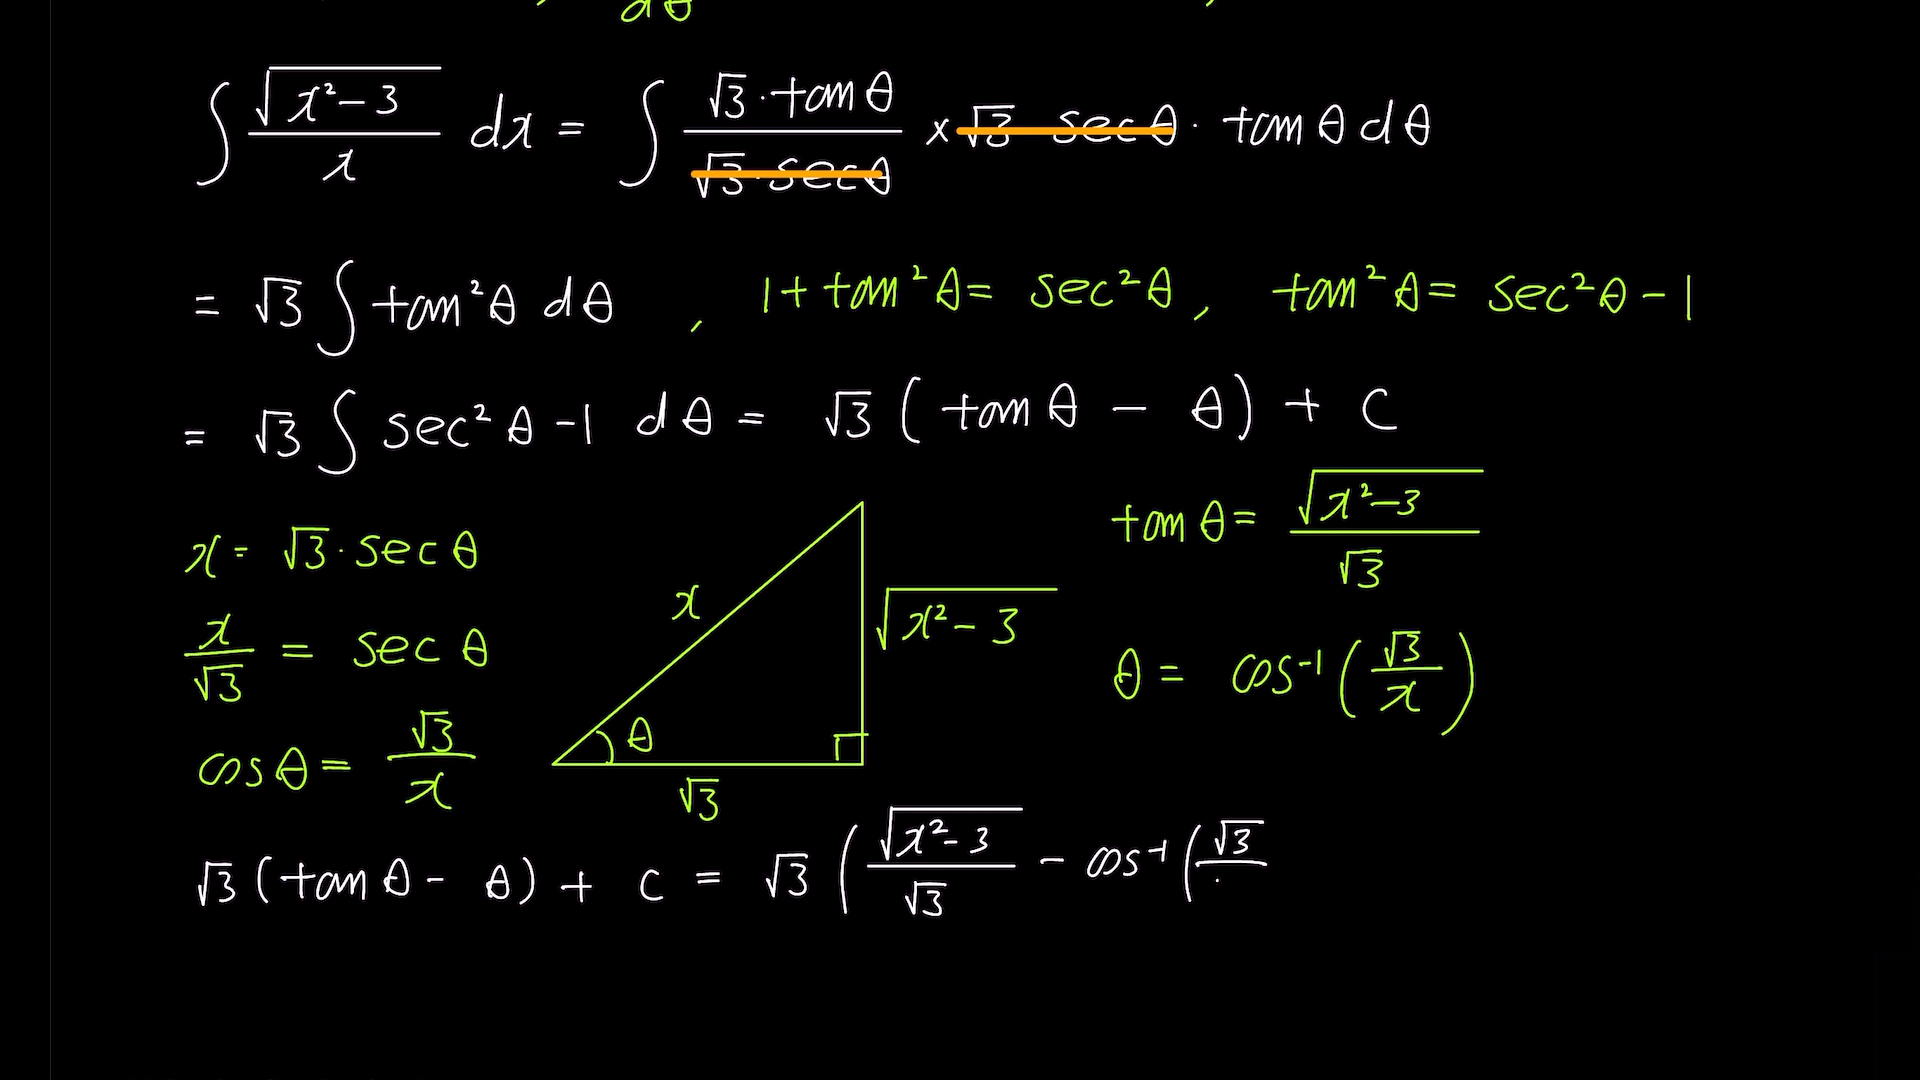 dθ
∫ √(x²-3) / x dx = ∫ √3·tanθ / √3·secθ × √3 secθ · tanθ dθ
= √3 ∫ tan²θ dθ , 1 + tan²θ = sec²θ, tan²θ = sec²θ - 1
= √3 ∫ sec²θ - 1 dθ = √3 ( tanθ - θ) + C
tanθ = √(x²-3) / √3
x = √3·secθ
x
√(x²-3)
x/√3 = secθ
θ = cos⁻¹(√3/x)
cosθ = √3/x
θ
√3
√3 (tanθ - θ) + C = √3 ( √(x²-3) / √3 - cos⁻¹(√3